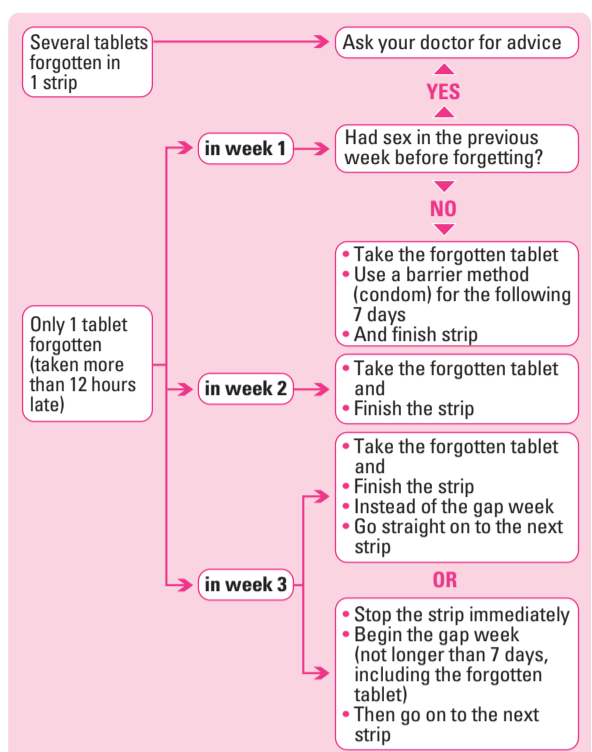 Several tablets
forgotten in
1 strip
Ask your doctor for advice
YES
in week 1
Had sex in the previous
week before forgetting?
NO
• Take the forgotten tablet
• Use a barrier method
(condom) for the following
7 days
• And finish strip
Only 1 tablet
forgotten
(taken more
than 12 hours
late)
in week 2
• Take the forgotten tablet
and
• Finish the strip
• Take the forgotten tablet
and
• Finish the strip
• Instead of the gap week
• Go straight on to the next
strip
in week 3
OR
• Stop the strip immediately
• Begin the gap week
(not longer than 7 days,
including the forgotten
tablet)
• Then go on to the next
strip